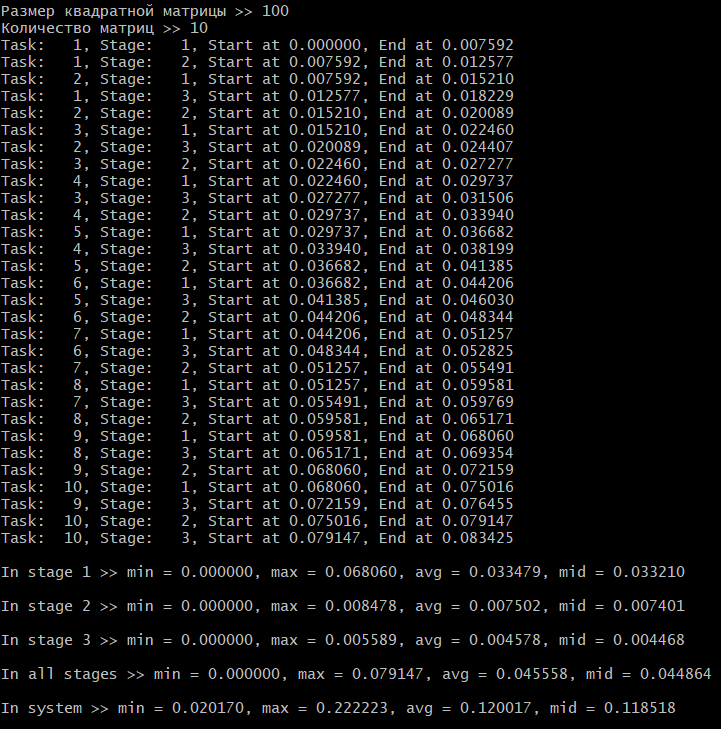 Размер квадратной матрицы >> 100
Количество матриц >> 10
Task:   1, Stage:   1, Start at 0.000000, End at 0.007592
Task:   1, Stage:   2, Start at 0.007592, End at 0.012577
Task:   2, Stage:   1, Start at 0.007592, End at 0.015210
Task:   1, Stage:   3, Start at 0.012577, End at 0.018229
Task:   2, Stage:   2, Start at 0.015210, End at 0.020089
Task:   3, Stage:   1, Start at 0.015210, End at 0.022460
Task:   2, Stage:   3, Start at 0.020089, End at 0.024407
Task:   3, Stage:   2, Start at 0.022460, End at 0.027277
Task:   4, Stage:   1, Start at 0.022460, End at 0.029737
Task:   3, Stage:   3, Start at 0.027277, End at 0.031506
Task:   4, Stage:   2, Start at 0.029737, End at 0.033940
Task:   5, Stage:   1, Start at 0.029737, End at 0.036682
Task:   4, Stage:   3, Start at 0.033940, End at 0.038199
Task:   5, Stage:   2, Start at 0.036682, End at 0.041385
Task:   6, Stage:   1, Start at 0.036682, End at 0.044206
Task:   5, Stage:   3, Start at 0.041385, End at 0.046030
Task:   6, Stage:   2, Start at 0.044206, End at 0.048344
Task:   7, Stage:   1, Start at 0.044206, End at 0.051257
Task:   6, Stage:   3, Start at 0.048344, End at 0.052825
Task:   7, Stage:   2, Start at 0.051257, End at 0.055491
Task:   8, Stage:   1, Start at 0.051257, End at 0.059581
Task:   7, Stage:   3, Start at 0.055491, End at 0.059769
Task:   8, Stage:   2, Start at 0.059581, End at 0.065171
Task:   9, Stage:   1, Start at 0.059581, End at 0.068060
Task:   8, Stage:   3, Start at 0.065171, End at 0.069354
Task:   9, Stage:   2, Start at 0.068060, End at 0.072159
Task:  10, Stage:   1, Start at 0.068060, End at 0.075016
Task:   9, Stage:   3, Start at 0.072159, End at 0.076455
Task:  10, Stage:   2, Start at 0.075016, End at 0.079147
Task:  10, Stage:   3, Start at 0.079147, End at 0.083425
In stage 1 >> min = 0.000000, max = 0.068060, avg = 0.033479, mid = 0.033210
In stage 2 >> min = 0.000000, max = 0.008478, avg = 0.007502, mid = 0.007401
In stage 3 >> min = 0.000000, max = 0.005589, avg = 0.004578, mid = 0.004468
In all stages >> min = 0.000000, max = 0.079147, avg = 0.045558, mid = 0.044864
In system >> min = 0.020170, max = 0.222223, avg = 0.120017, mid = 0.118518